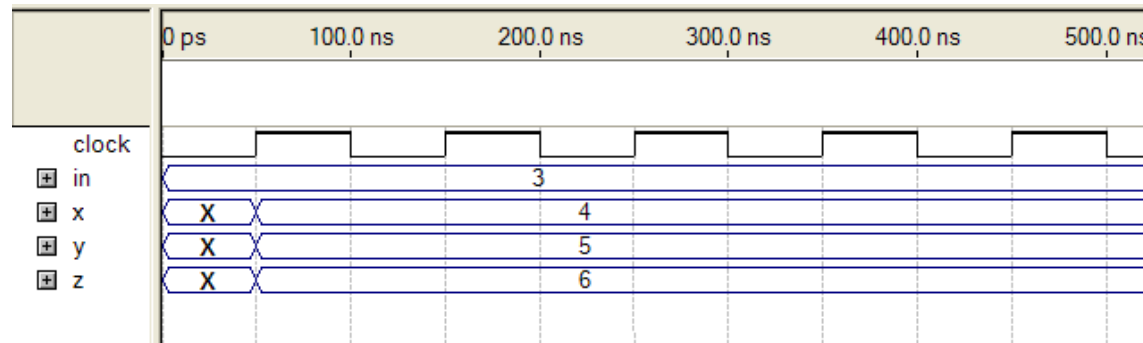 0 ps 100.0 ns 200.0 ns 300.0 ns 400.0 ns 500.0 ns
clock
in 3
x X 4
y X 5
z X 6